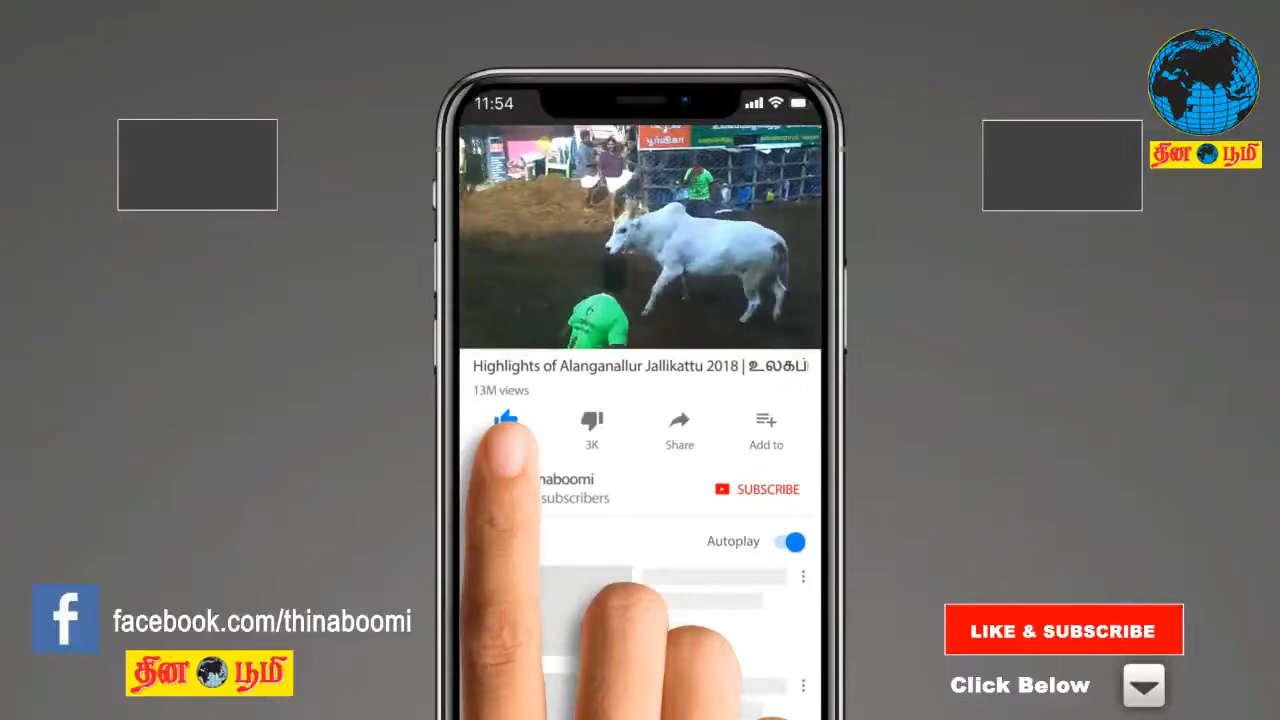 தின பூமி
11:54
பூர்விகா
Highlights of Alanganallur Jallikattu 2018 | உலகப்
13M views
3K
Share
Add to
naboomi
subscribers
SUBSCRIBE
Autoplay
f
facebook.com/thinaboomi
தின பூமி
LIKE & SUBSCRIBE
Click Below